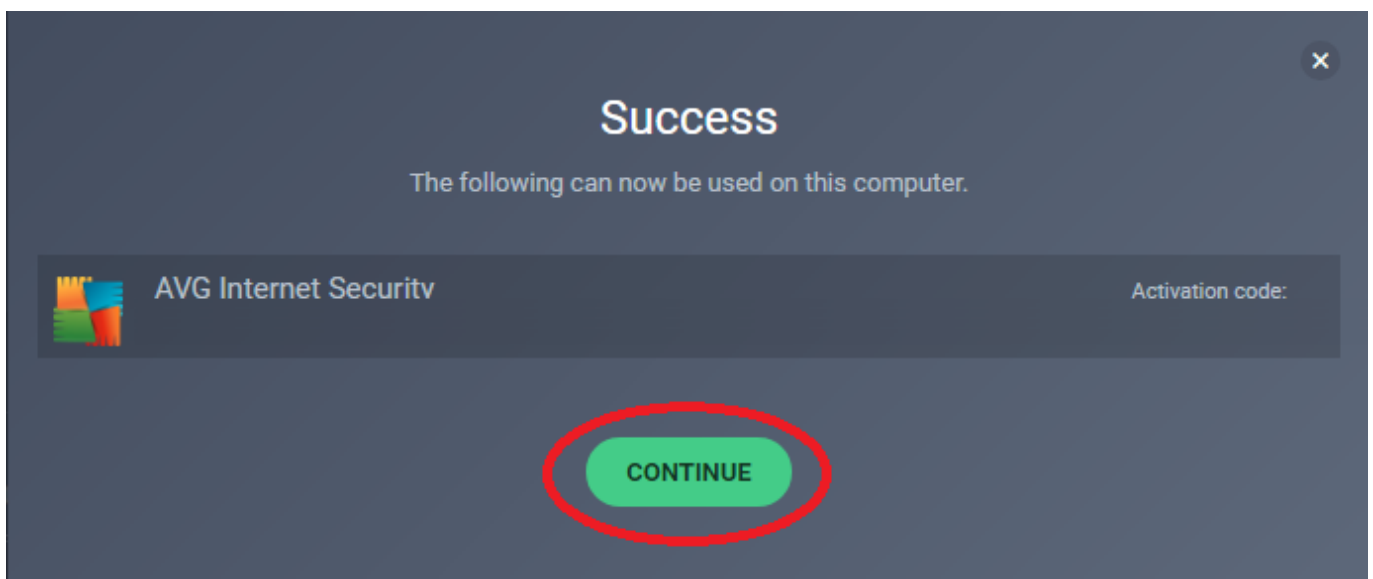 Success
The following can now be used on this computer.
AVG Internet Security
Activation code:
CONTINUE